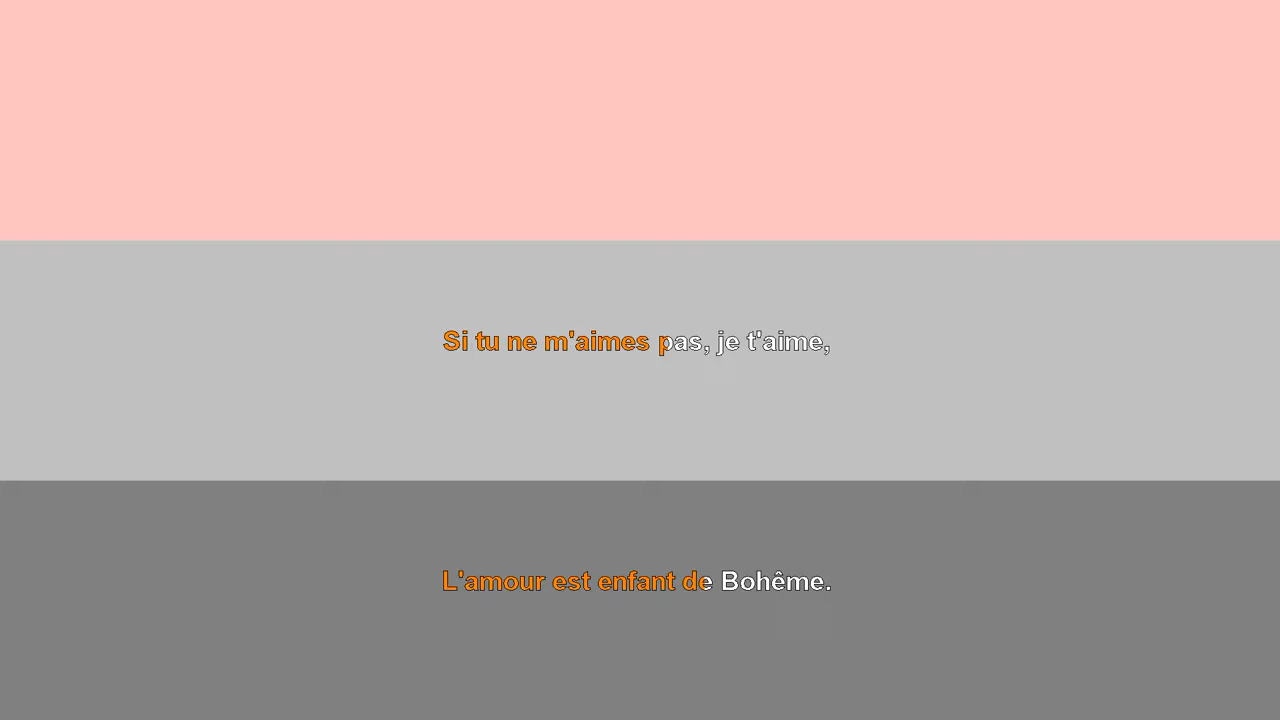 Si tu ne m'aimes pas, je t'aime,
L'amour est enfant de Bohême.